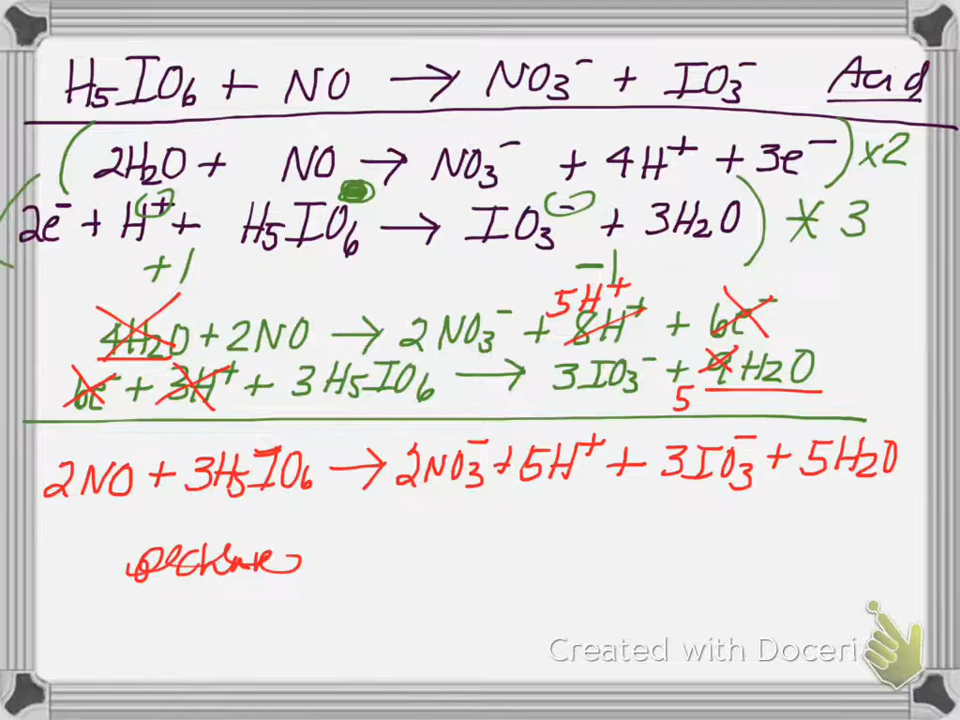 H₅IO₆ + NO → NO₃⁻ + IO₃⁻ Acid
(2H₂O + NO → NO₃⁻ + 4H⁺ + 3e⁻) ×2
(2e⁻ + H⁺ + H₅IO₆ → IO₃⁻ + 3H₂O) * 3
+1 −1
5H⁺
4H₂O + 2NO → 2NO₃⁻ + 8H⁺ + 6e⁻
6e⁻ + 3H⁺ + 3H₅IO₆ → 3IO₃⁻ + 9H₂O
5
2NO + 3H₅IO₆ → 2NO₃⁻ + 5H⁺ + 3IO₃⁻ + 5H₂O
Created with Doceri